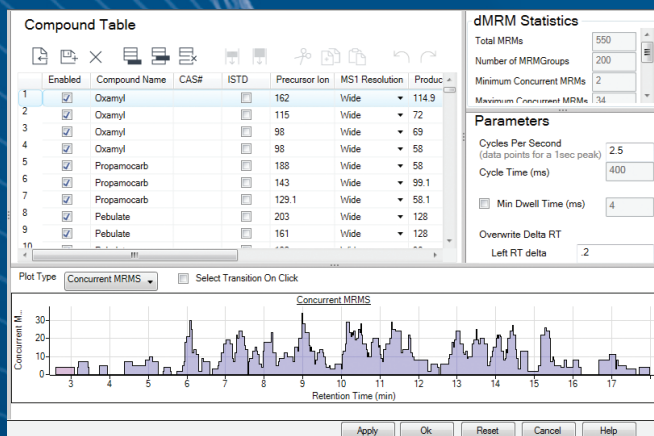 Compound Table
Enabled Compound Name CAS# ISTD Precursor Ion MS1 Resolution Produc
1 Oxamyl 162 Wide 114.9
2 Oxamyl 115 Wide 72
3 Oxamyl 98 Wide 69
4 Oxamyl 98 Wide 58
5 Propamocarb 188 Wide 58
6 Propamocarb 143 Wide 99.1
7 Propamocarb 129.1 Wide 58.1
8 Pebulate 203 Wide 128
9 Pebulate 161 Wide 128
10
dMRM Statistics
Total MRMs 550
Number of MRMGroups 200
Minimum Concurrent MRMs 2
Maximum Concurrent MRMs 34
Parameters
Cycles Per Second 2.5
(data points for a 1sec peak)
Cycle Time (ms) 400
Min Dwell Time (ms) 4
Overwrite Delta RT
Left RT delta .2
Plot Type Concurrent MRMS Select Transition On Click
Concurrent MRMS
Concurrent M...
30
20
10
0
3 4 5 6 7 8 9 10 11 12 13 14 15 16 17
Retention Time (min)
Apply Ok Reset Cancel Help